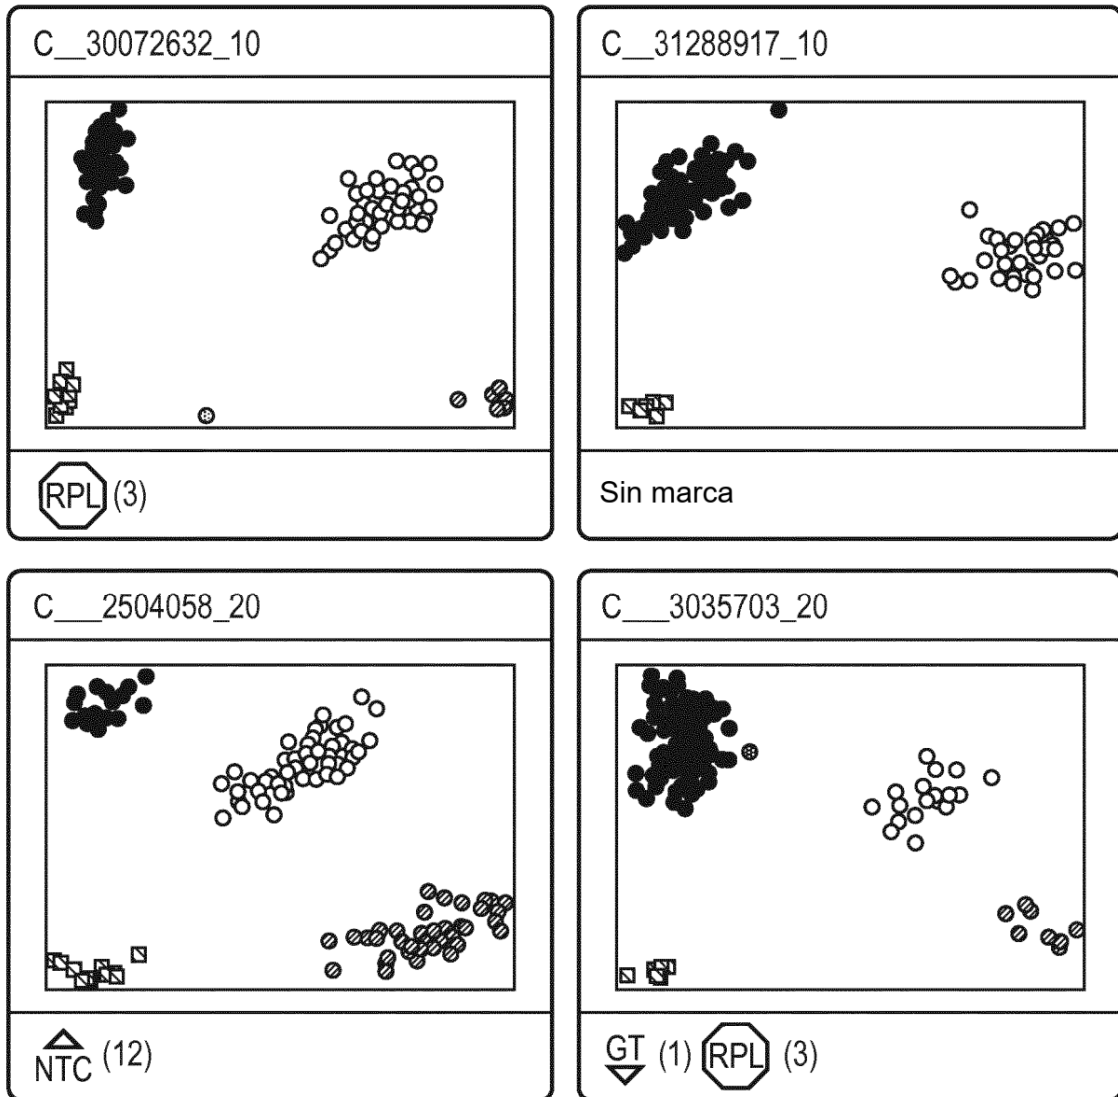 C__30072632_10
C__31288917_10
RPL (3)
Sin marca
C___2504058_20
C___3035703_20
NTC (12)
GT (1) RPL (3)